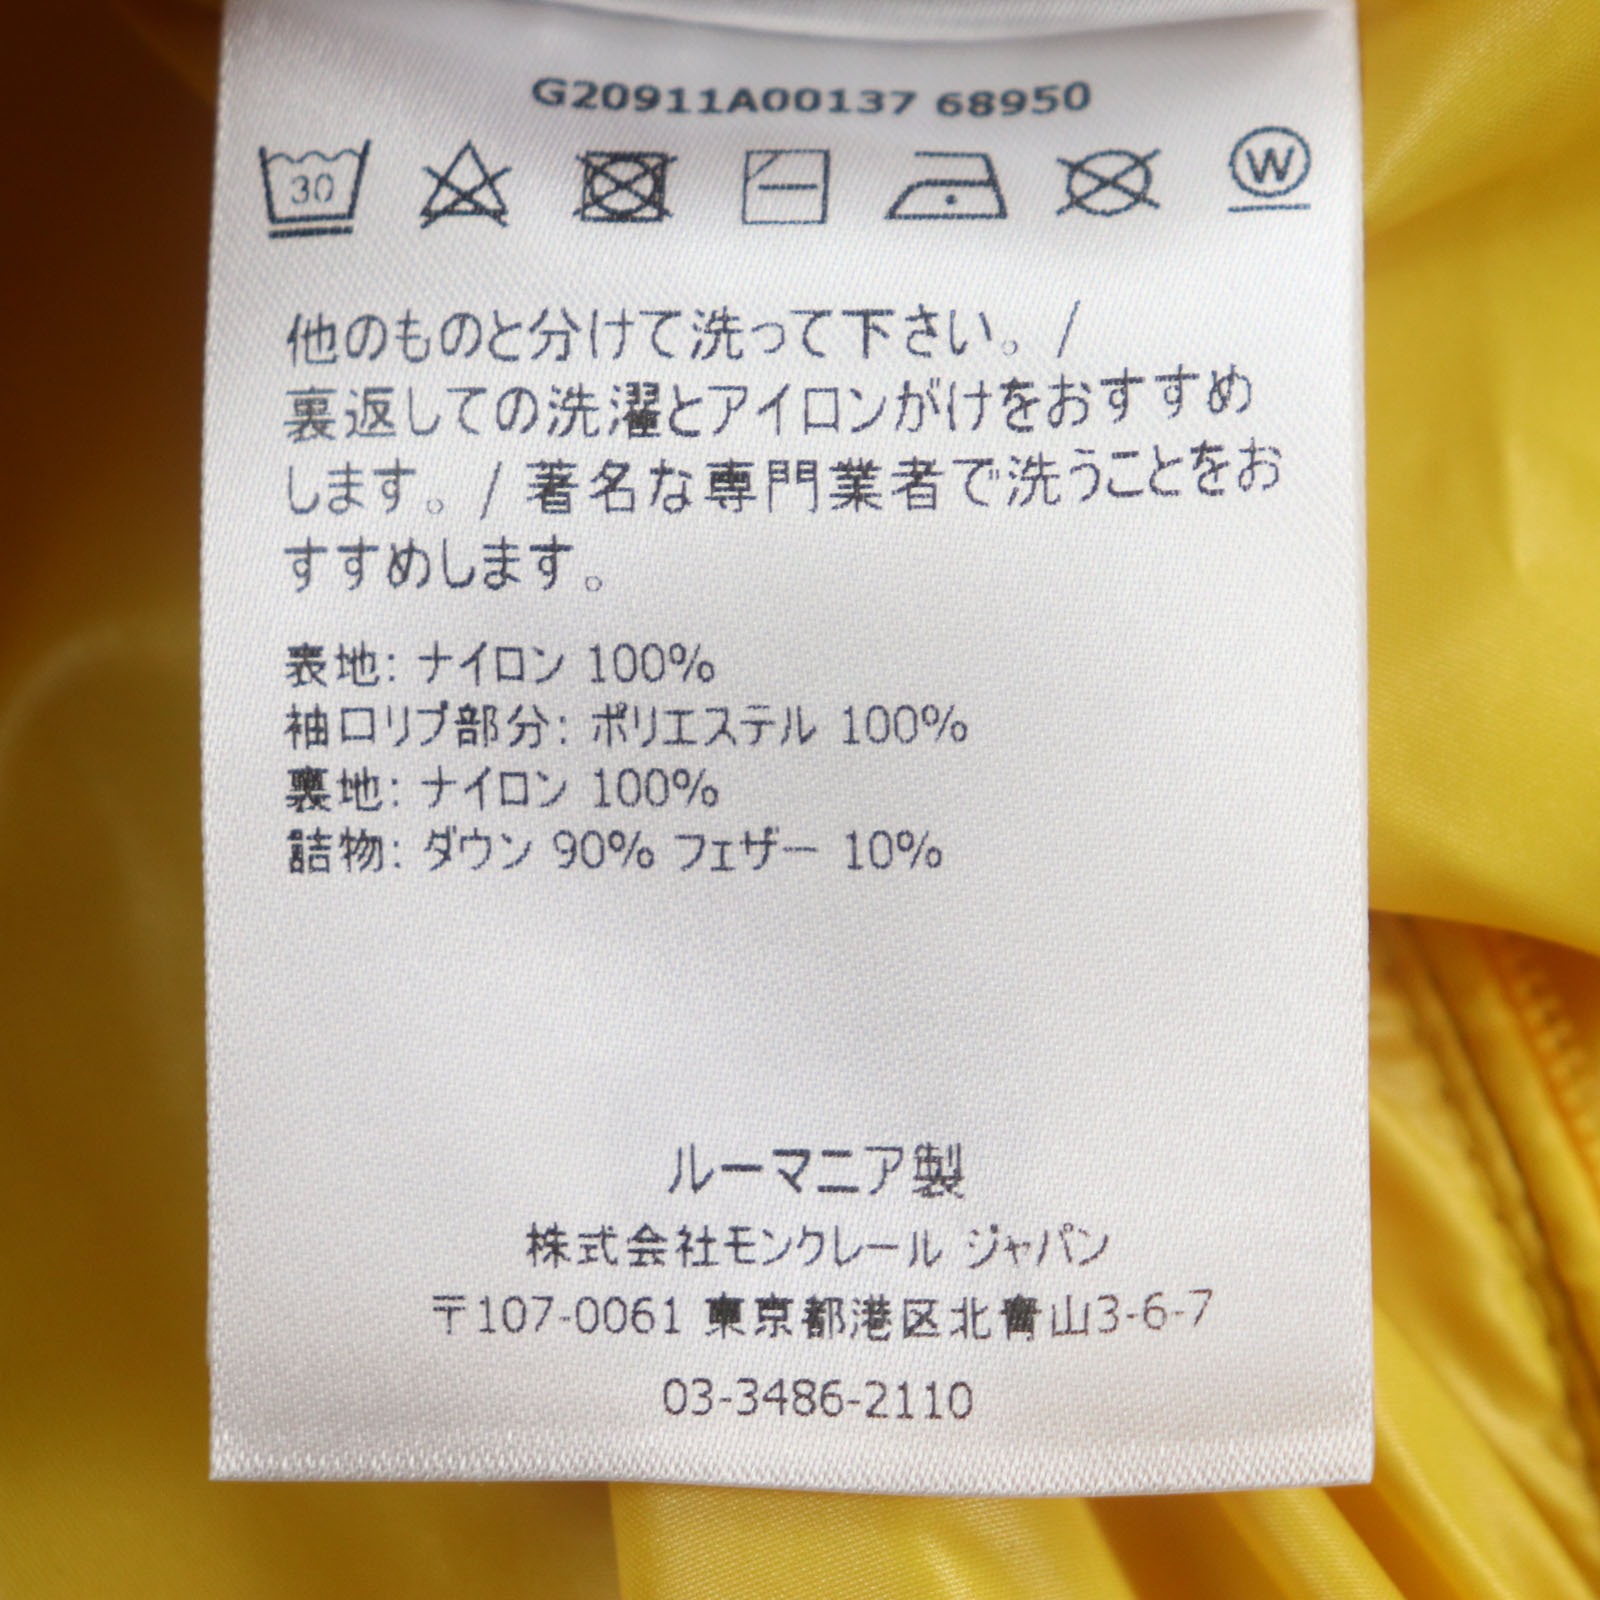 G20911A00137 68950
30
W
他のものと分けて洗って下さい。/
裏返しての洗濯とアイロンがけをおすすめ
します。/ 著名な専門業者で洗うことをお
すすめします。
表地: ナイロン 100%
袖口リブ部分: ポリエステル 100%
裏地: ナイロン 100%
詰物: ダウン 90% フェザー 10%
ルーマニア製
株式会社モンクレール ジャパン
〒107-0061 東京都港区北青山3-6-7
03-3486-2110